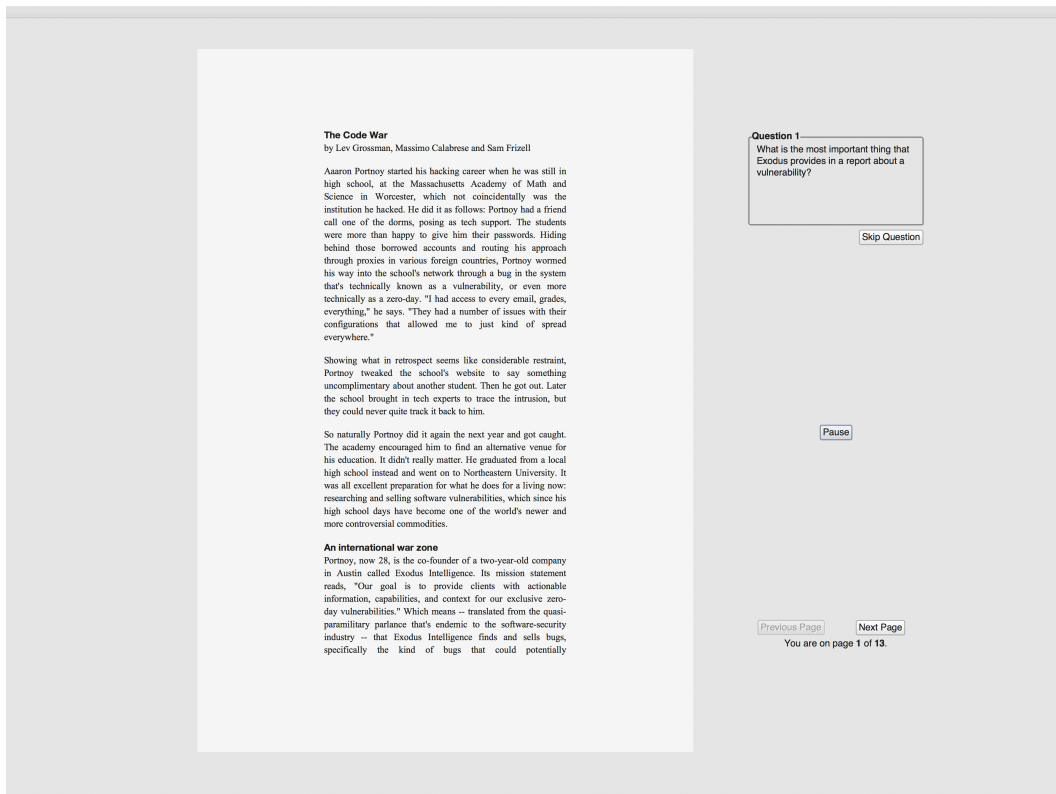 The Code War
by Lev Grossman, Massimo Calabrese and Sam Frizell
Aaaron Portnoy started his hacking career when he was still in
high school, at the Massachusetts Academy of Math and
Science in Worcester, which not coincidentally was the
institution he hacked. He did it as follows: Portnoy had a friend
call one of the dorms, posing as tech support. The students
were more than happy to give him their passwords. Hiding
behind those borrowed accounts and routing his approach
through proxies in various foreign countries, Portnoy wormed
his way into the school's network through a bug in the system
that's technically known as a vulnerability, or even more
technically as a zero-day. "I had access to every email, grades,
everything," he says. "They had a number of issues with their
configurations that allowed me to just kind of spread
everywhere."
Showing what in retrospect seems like considerable restraint,
Portnoy tweaked the school's website to say something
uncomplimentary about another student. Then he got out. Later
the school brought in tech experts to trace the intrusion, but
they could never quite track it back to him.
So naturally Portnoy did it again the next year and got caught.
The academy encouraged him to find an alternative venue for
his education. It didn't really matter. He graduated from a local
high school instead and went on to Northeastern University. It
was all excellent preparation for what he does for a living now:
researching and selling software vulnerabilities, which since his
high school days have become one of the world's newer and
more controversial commodities.
An international war zone
Portnoy, now 28, is the co-founder of a two-year-old company
in Austin called Exodus Intelligence. Its mission statement
reads, "Our goal is to provide clients with actionable
information, capabilities, and context for our exclusive zero-
day vulnerabilities." Which means -- translated from the quasi-
paramilitary parlance that's endemic to the software-security
industry -- that Exodus Intelligence finds and sells bugs,
specifically the kind of bugs that could potentially
Question 1
What is the most important thing that
Exodus provides in a report about a
vulnerability?
Skip Question
Pause
Previous Page Next Page
You are on page 1 of 13.